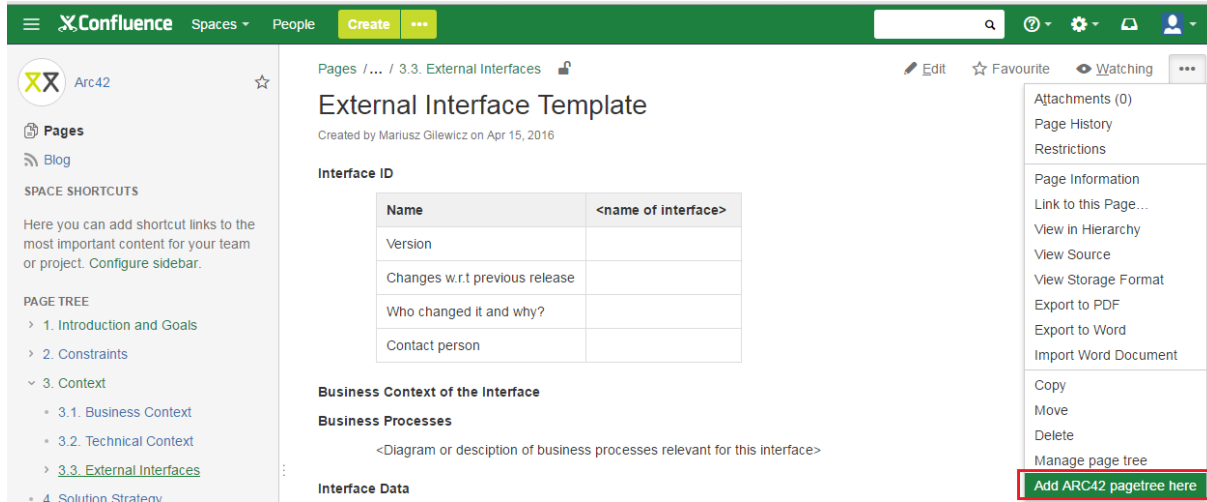 Confluence Spaces People Create •••
Arc42
Pages
Blog
SPACE SHORTCUTS
Here you can add shortcut links to the
most important content for your team
or project. Configure sidebar.
PAGE TREE
1. Introduction and Goals
2. Constraints
3. Context
3.1. Business Context
3.2. Technical Context
3.3. External Interfaces
4. Solution Strategy
Pages /... / 3.3. External Interfaces
Edit Favourite Watching •••
External Interface Template
Created by Mariusz Gilewicz on Apr 15, 2016
Interface ID
Name <name of interface>
Version
Changes w.r.t previous release
Who changed it and why?
Contact person
Business Context of the Interface
Business Processes
<Diagram or desciption of business processes relevant for this interface>
Interface Data
Attachments (0)
Page History
Restrictions
Page Information
Link to this Page...
View in Hierarchy
View Source
View Storage Format
Export to PDF
Export to Word
Import Word Document
Copy
Move
Delete
Manage page tree
Add ARC42 pagetree here